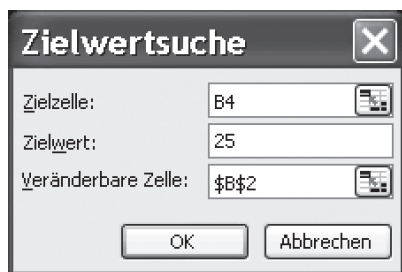 Zielwertsuche
Zielzelle: B4
Zielwert: 25
Veränderbare Zelle: $B$2
OK Abbrechen